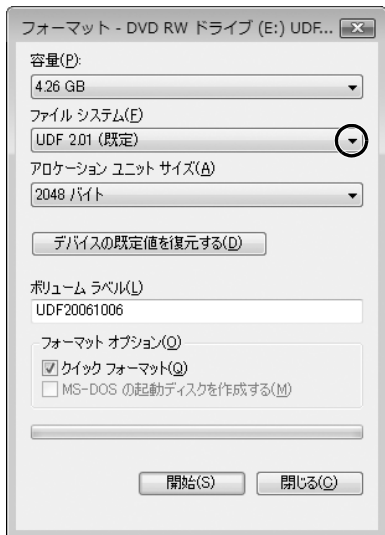 フォーマット - DVD RW ドライブ (E:) UDF...
容量(P):
4.26 GB
ファイル システム(F)
UDF 2.01 (既定)
アロケーション ユニット サイズ(A)
2048 バイト
デバイスの既定値を復元する(D)
ボリューム ラベル(L)
UDF20061006
フォーマット オプション(O)
クイック フォーマット(Q)
MS-DOS の起動ディスクを作成する(M)
開始(S)
閉じる(C)